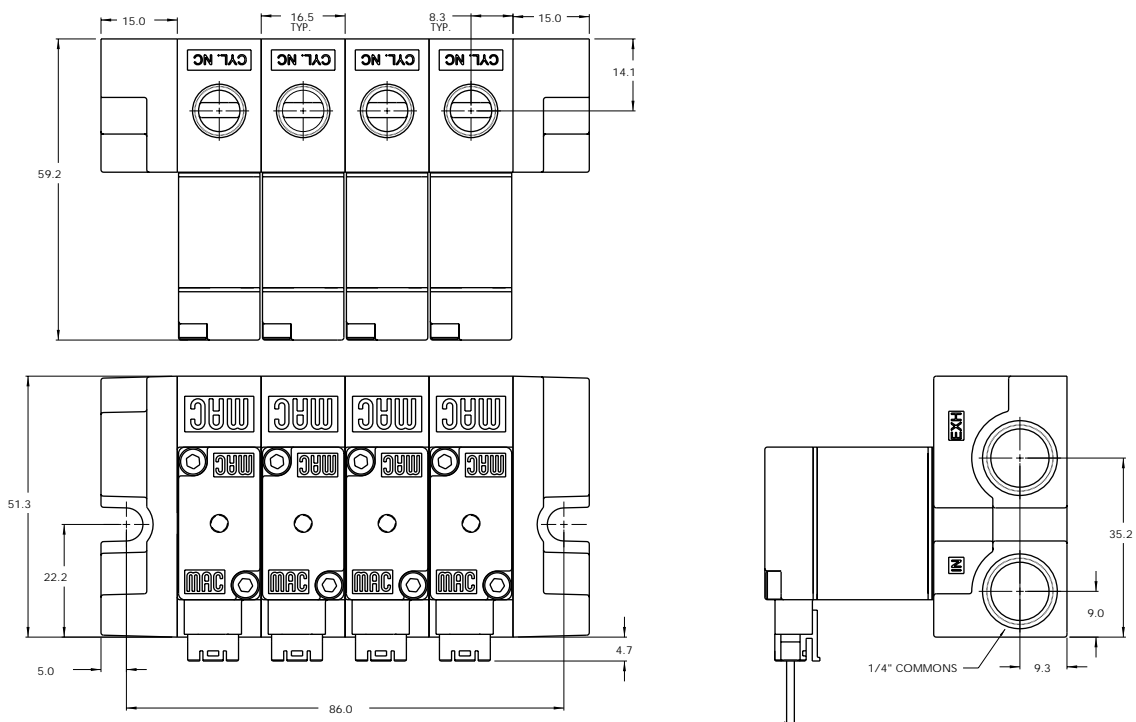 15.0
16.5
TYP.
8.3
TYP.
15.0
CYL. NC
CYL. NC
CYL. NC
CYL. NC
14.1
59.2
MAC
MAC
MAC
MAC
MAC
MAC
MAC
MAC
MAC
MAC
MAC
MAC
51.3
22.2
5.0
86.0
4.7
EXH
IN
35.2
9.0
1/4" COMMONS
9.3